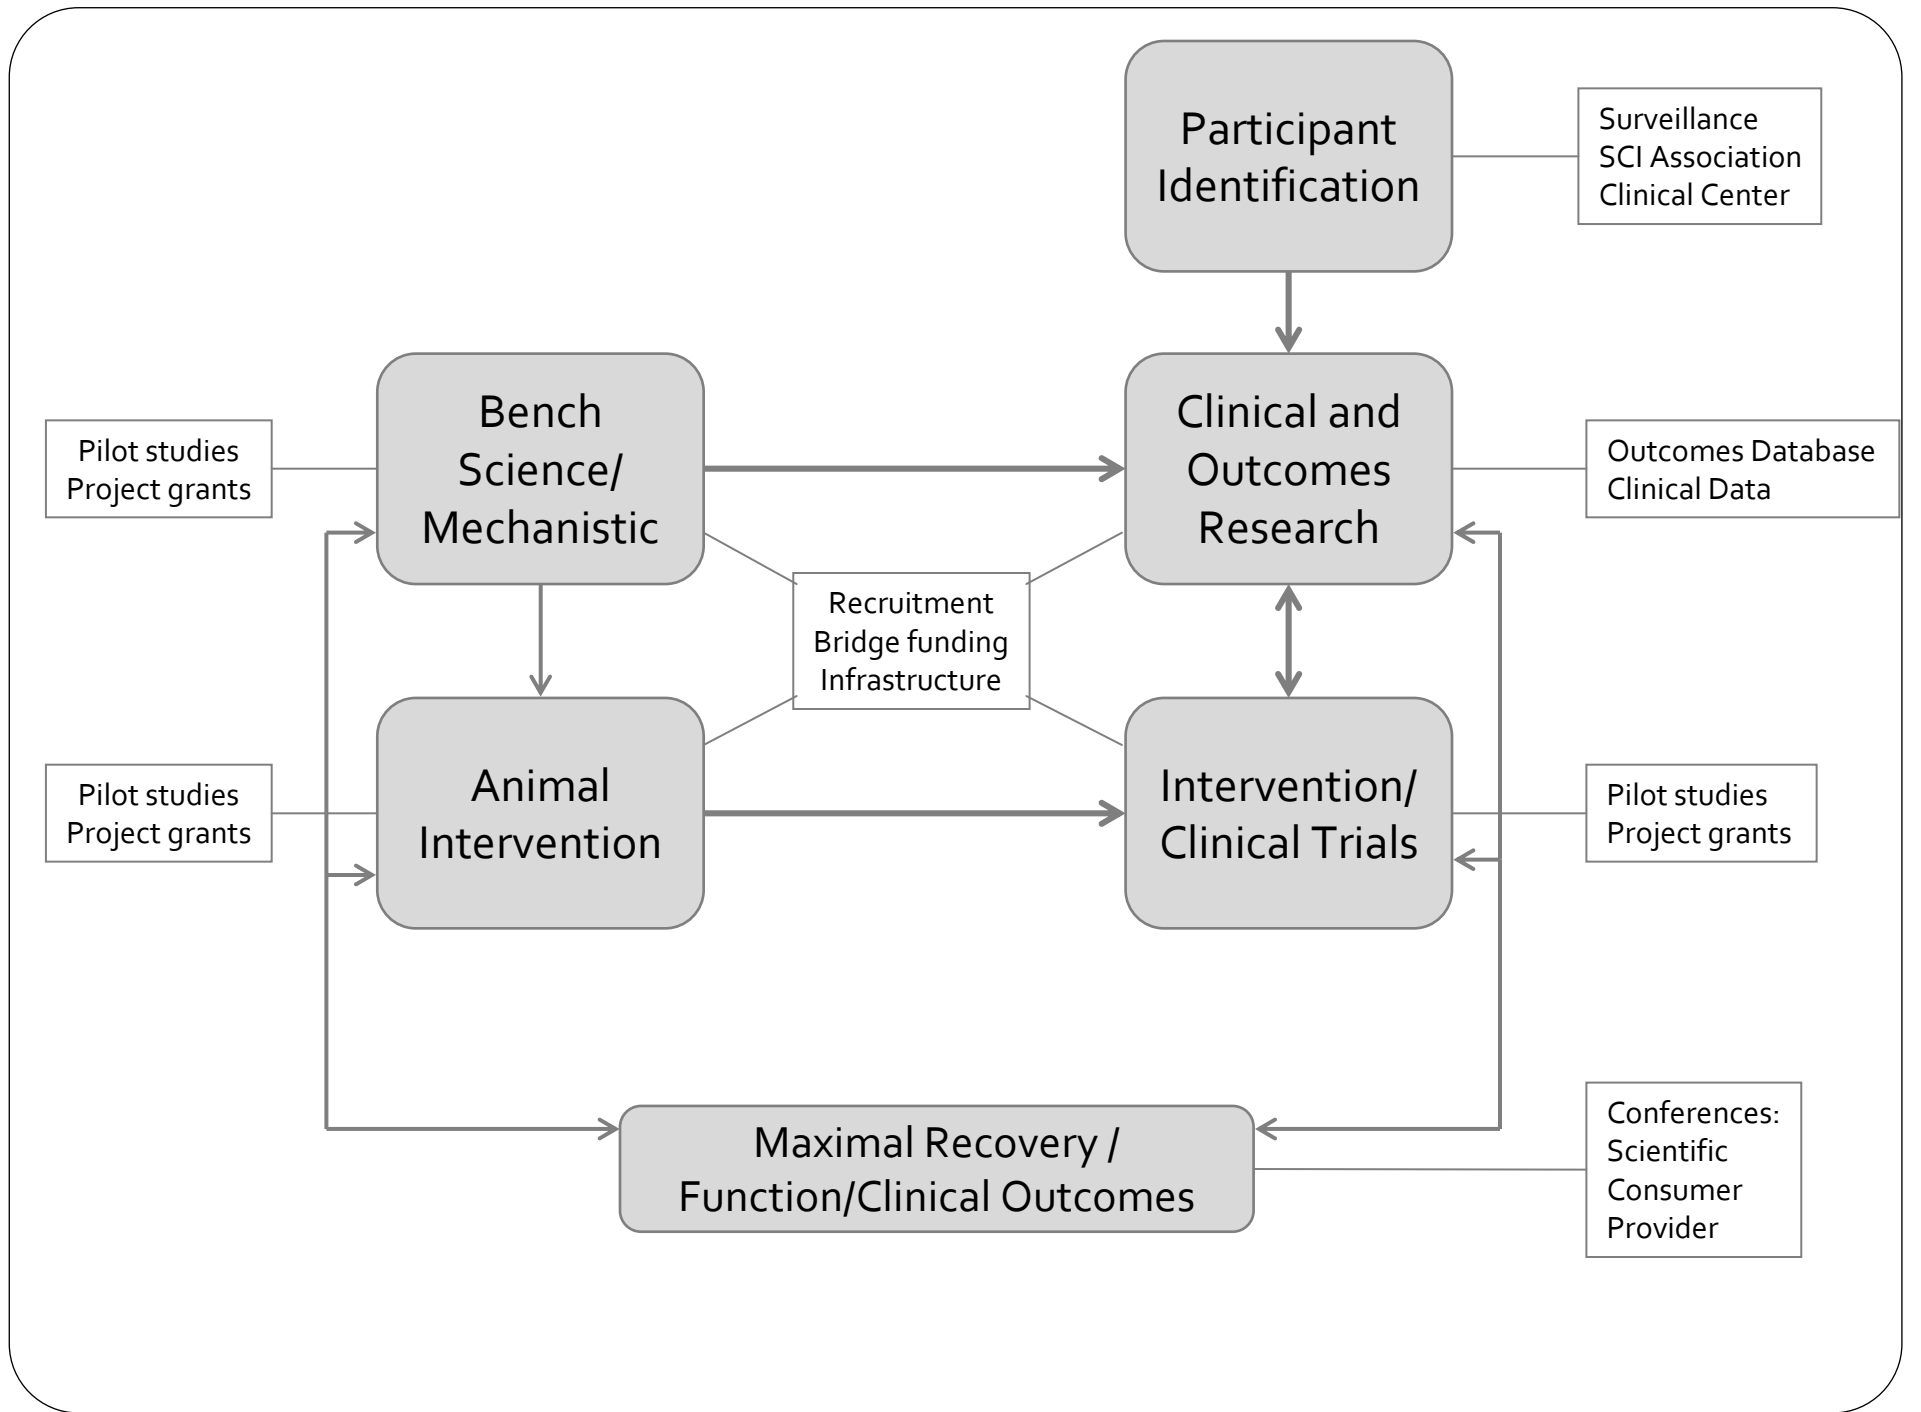 Participant
Identification
Surveillance
SCI Association
Clinical Center
Bench
Science/
Mechanistic
Clinical and
Outcomes
Research
Pilot studies
Project grants
Outcomes Database
Clinical Data
Recruitment
Bridge funding
Infrastructure
Pilot studies
Project grants
Animal
Intervention
Intervention/
Clinical Trials
Pilot studies
Project grants
Maximal Recovery /
Function/Clinical Outcomes
Conferences:
Scientific
Consumer
Provider